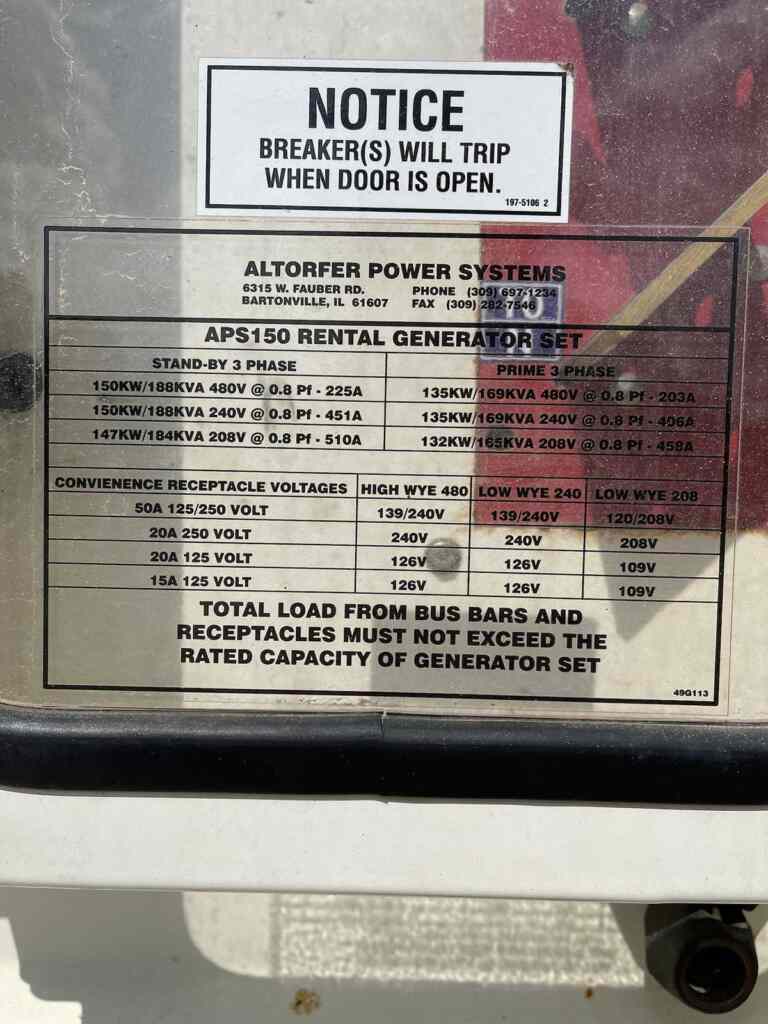 NOTICE
BREAKER(S) WILL TRIP
WHEN DOOR IS OPEN.
197-5106 2
ALTORFER POWER SYSTEMS
6315 W. FAUBER RD. PHONE (309) 697-1234
BARTONVILLE, IL 61607 FAX (309) 282-7546
APS150 RENTAL GENERATOR SET
STAND-BY 3 PHASE PRIME 3 PHASE
150KW/188KVA 480V @ 0.8 Pf - 225A 135KW/169KVA 480V @ 0.8 Pf - 203A
150KW/188KVA 240V @ 0.8 Pf - 451A 135KW/169KVA 240V @ 0.8 Pf - 406A
147KW/184KVA 208V @ 0.8 Pf - 510A 132KW/165KVA 208V @ 0.8 Pf - 458A
CONVIENENCE RECEPTACLE VOLTAGES HIGH WYE 480 LOW WYE 240 LOW WYE 208
50A 125/250 VOLT 139/240V 139/240V 120/208V
20A 250 VOLT 240V 240V 208V
20A 125 VOLT 126V 126V 109V
15A 125 VOLT 126V 126V 109V
TOTAL LOAD FROM BUS BARS AND
RECEPTACLES MUST NOT EXCEED THE
RATED CAPACITY OF GENERATOR SET
49G113